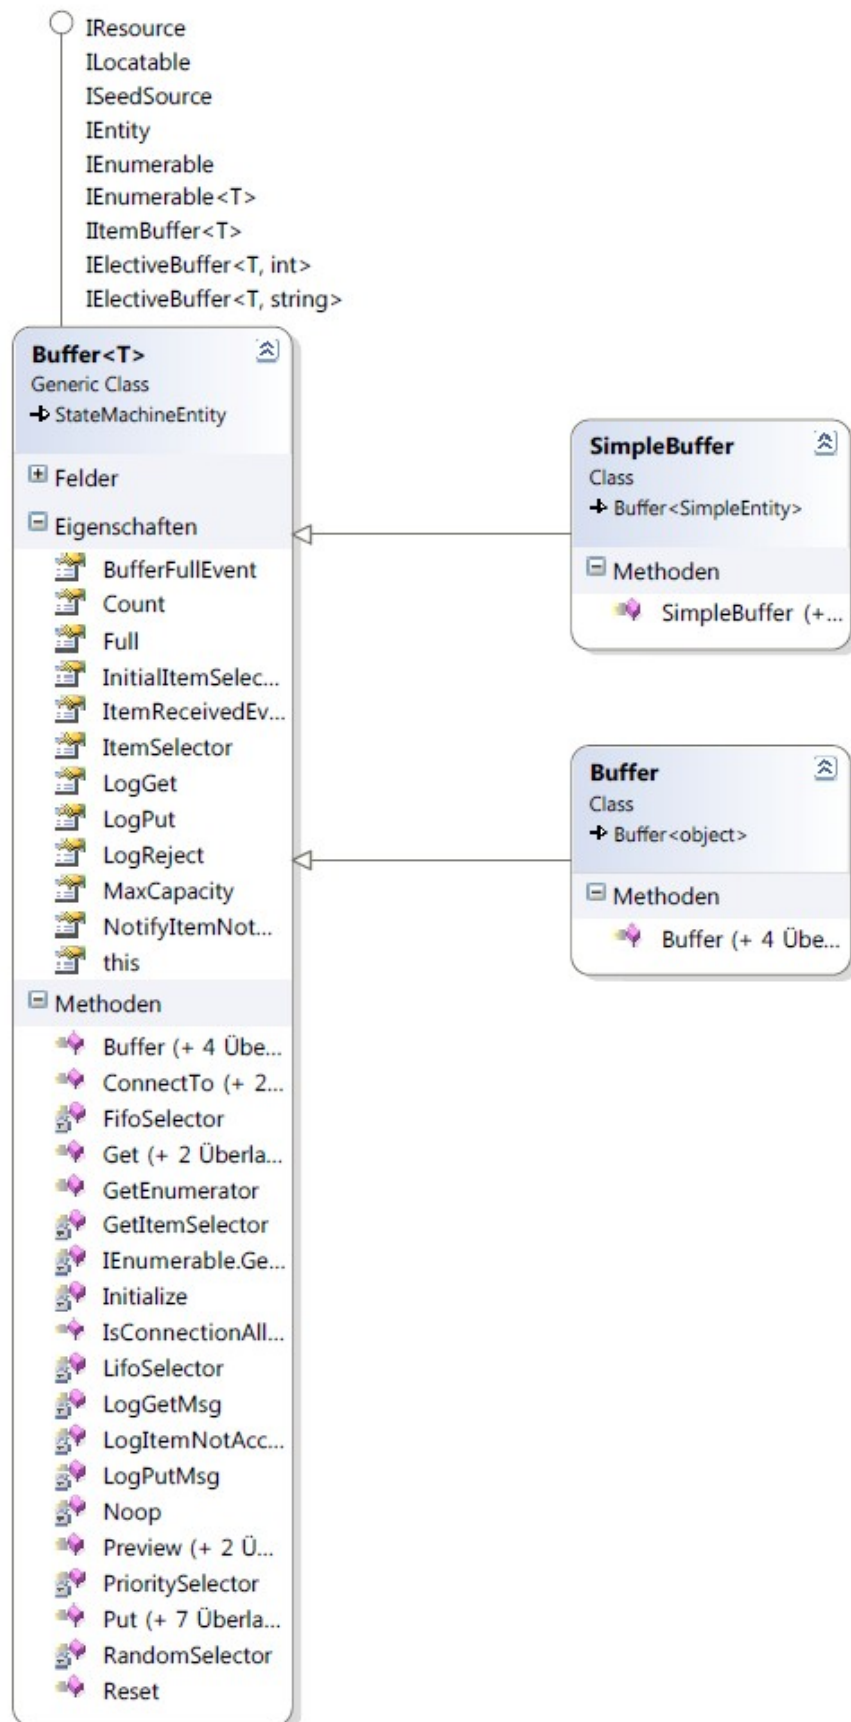 IResource
ILocatable
ISeedSource
IEntity
IEnumerable
IEnumerable<T>
IItemBuffer<T>
IElectiveBuffer<T, int>
IElectiveBuffer<T, string>
Buffer<T>
Generic Class
StateMachineEntity
Felder
Eigenschaften
BufferFullEvent
Count
Full
InitialItemSelec...
ItemReceivedEv...
ItemSelector
LogGet
LogPut
LogReject
MaxCapacity
NotifyItemNot...
this
Methoden
Buffer (+ 4 Übe...
ConnectTo (+ 2...
FifoSelector
Get (+ 2 Überla...
GetEnumerator
GetItemSelector
IEnumerable.Ge...
Initialize
IsConnectionAll...
LifoSelector
LogGetMsg
LogItemNotAcc...
LogPutMsg
Noop
Preview (+ 2 Ü...
PrioritySelector
Put (+ 7 Überla...
RandomSelector
Reset
SimpleBuffer
Class
Buffer<SimpleEntity>
Methoden
SimpleBuffer (+...
Buffer
Class
Buffer<object>
Methoden
Buffer (+ 4 Übe...